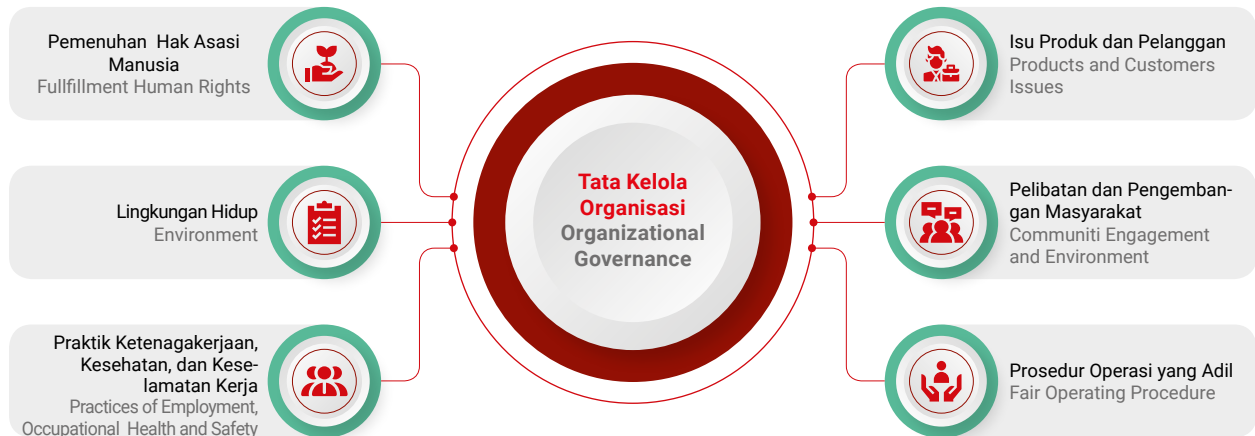 Pemenuhan Hak Asasi
Manusia
Fullfillment Human Rights
Lingkungan Hidup
Environment
Praktik Ketenagakerjaan,
Kesehatan, dan Kese-
lamatan Kerja
Practices of Employment,
Occupational Health and Safety
Tata Kelola
Organisasi
Organizational
Governance
Isu Produk dan Pelanggan
Products and Customers
Issues
Pelibatan dan Pengemban-
gan Masyarakat
Communiti Engagement
and Environment
Prosedur Operasi yang Adil
Fair Operating Procedure